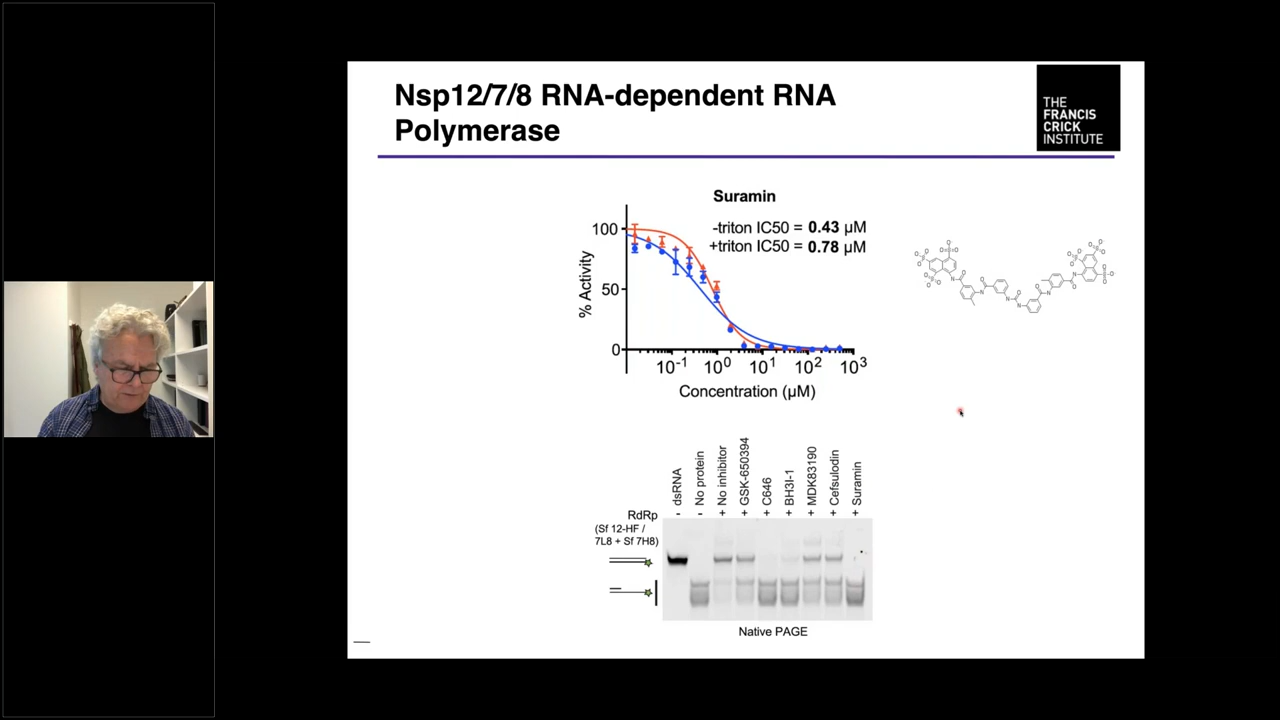 Nsp12/7/8 RNA-dependent RNA
Polymerase
THE
FRANCIS
CRICK
INSTITUTE
Suramin
-triton IC50 = 0.43 µM
+triton IC50 = 0.78 µM
100
50
0
% Activity
10⁻¹ 10⁰ 10¹ 10² 10³
Concentration (µM)
- dsRNA
- No protein
+ No inhibitor
+ GSK-650394
+ C646
+ BH3I-1
+ MDK83190
+ Cefsulodin
+ Suramin
RdRp
(Sf 12-HF /
7L8 + Sf 7H8)
Native PAGE